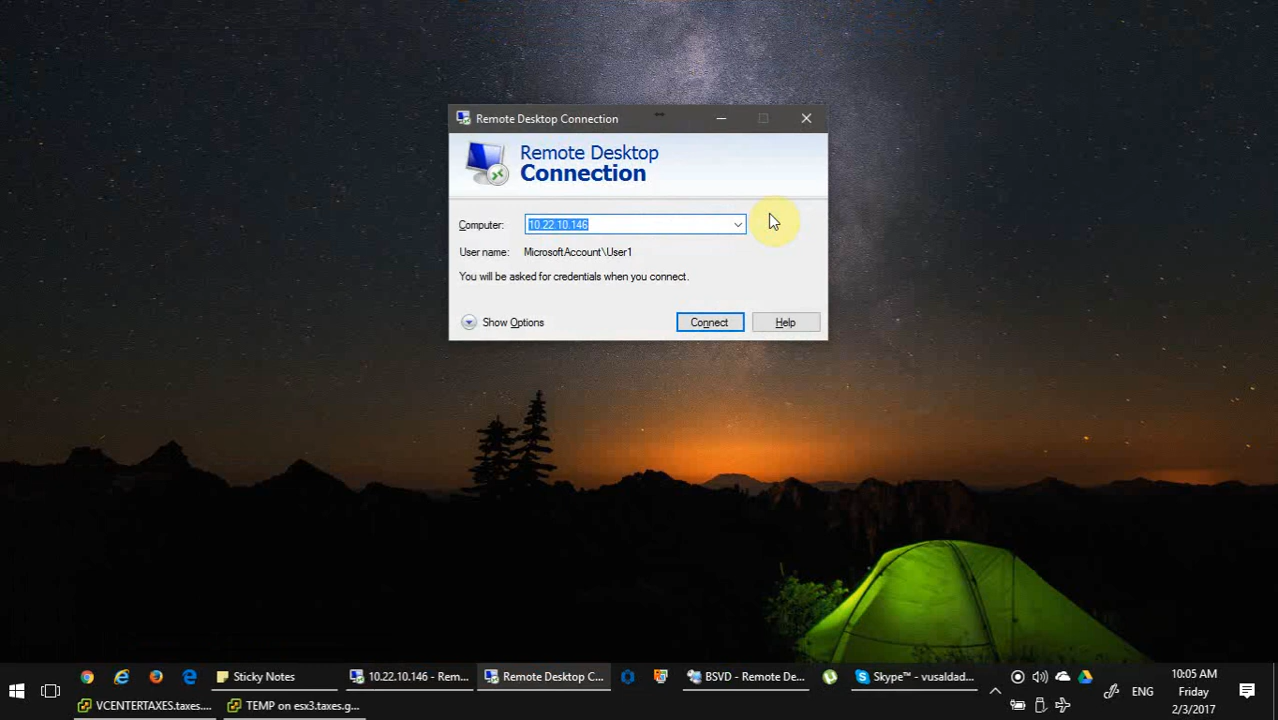 Remote Desktop Connection
Remote Desktop
Connection
Computer: 10.22.10.146
User name: MicrosoftAccount\User1
You will be asked for credentials when you connect.
Show Options Connect Help
Sticky Notes 10.22.10.146 - Rem... Remote Desktop C... BSVD - Remote De... Skype™ - vusaldad...
VCENTERTAXES.taxes.... TEMP on esx3.taxes.g...
ENG
10:05 AM
Friday
2/3/2017